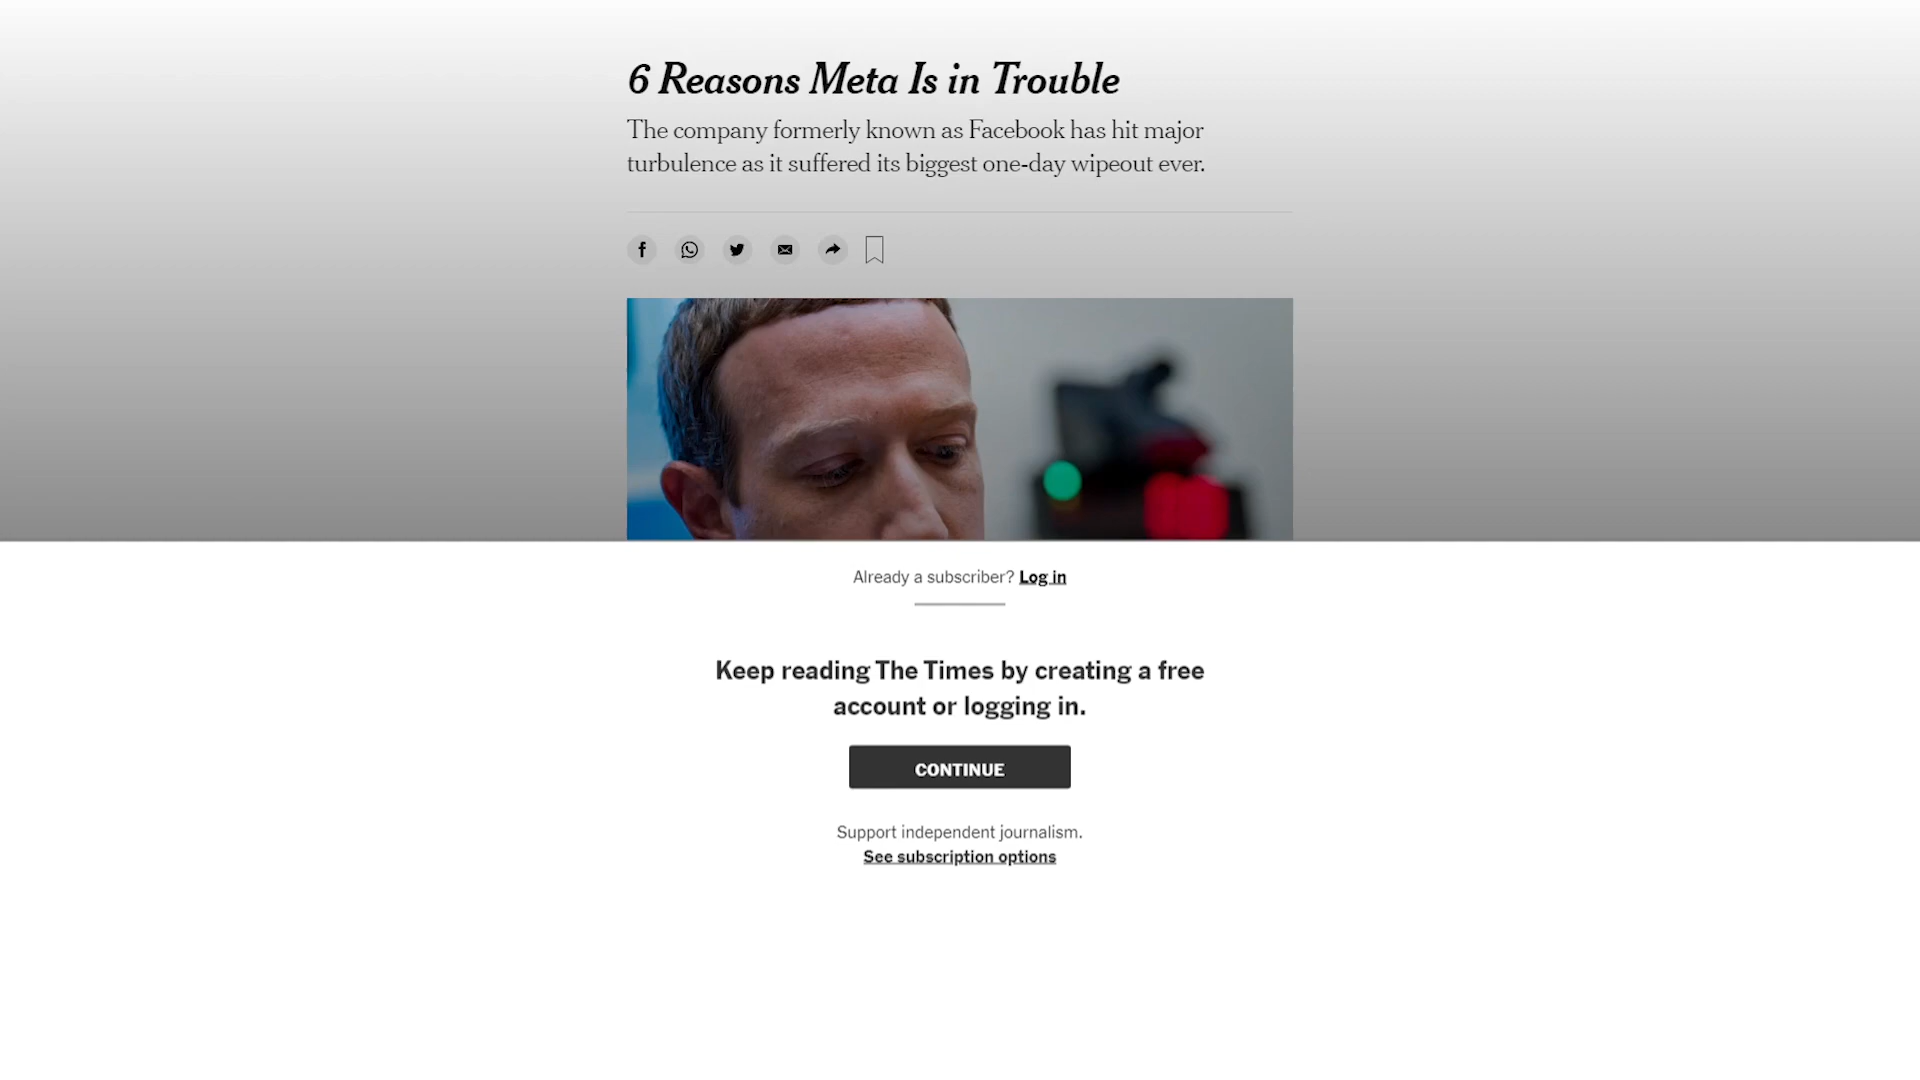 6 Reasons Meta Is in Trouble
The company formerly known as Facebook has hit major
turbulence as it suffered its biggest one-day wipeout ever.
Already a subscriber? Log in
Keep reading The Times by creating a free
account or logging in.
CONTINUE
Support independent journalism.
See subscription options